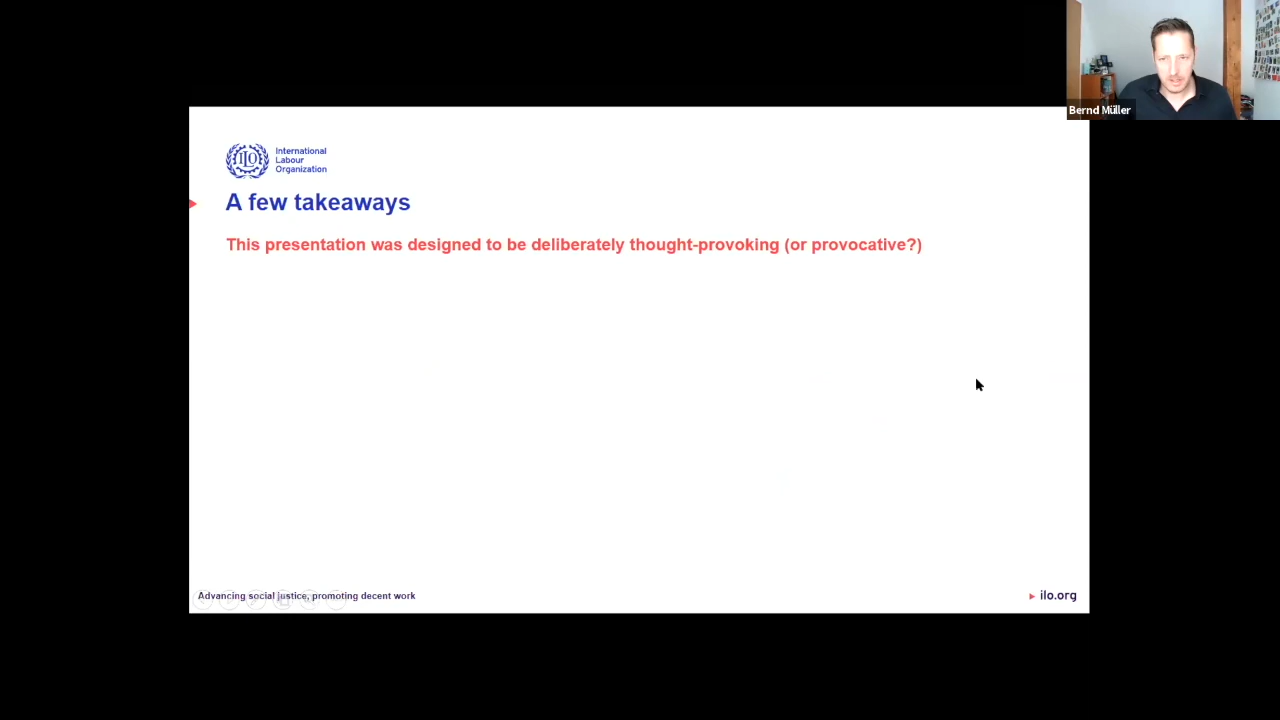 Bernd Müller
ILO
International
Labour
Organization
A few takeaways
This presentation was designed to be deliberately thought-provoking (or provocative?)
Advancing social justice, promoting decent work
ilo.org